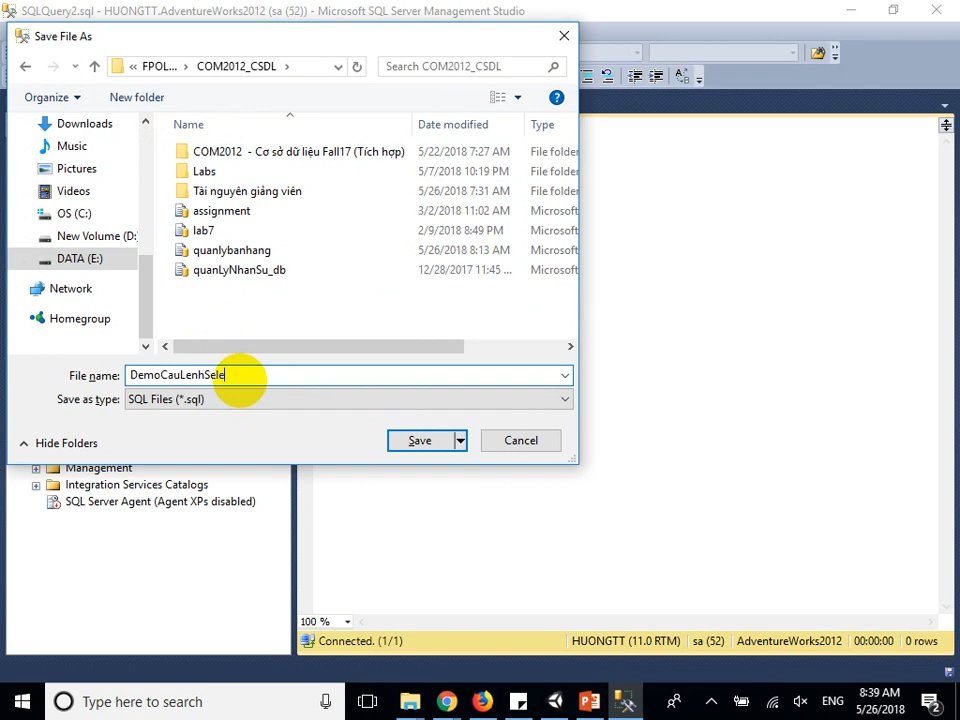 SQLQuery2.sql - HUONGTT.AdventureWorks2012 (sa (52)) - Microsoft SQL Server Management Studio
Save File As
« FPOL... > COM2012_CSDL >
Search COM2012_CSDL
Organize
New folder
Downloads
Music
Pictures
Videos
OS (C:)
New Volume (D:
DATA (E:)
Network
Homegroup
Name Date modified Type
COM2012 - Cơ sở dữ liệu Fall17 (Tích hợp) 5/22/2018 7:27 AM File folder
Labs 5/7/2018 10:19 PM File folder
Tài nguyên giảng viên 5/26/2018 7:31 AM File folder
assignment 3/2/2018 11:02 AM Microsoft
lab7 2/9/2018 8:49 PM Microsoft
quanlybanhang 5/26/2018 8:13 AM Microsoft
quanLyNhanSu_db 12/28/2017 11:45 ... Microsoft
File name: DemoCauLenhSele
Save as type: SQL Files (*.sql)
Hide Folders
Save
Cancel
Management
Integration Services Catalogs
SQL Server Agent (Agent XPs disabled)
100 %
Connected. (1/1) HUONGTT (11.0 RTM) sa (52) AdventureWorks2012 00:00:00 0 rows
Type here to search
ENG
8:39 AM
5/26/2018
2